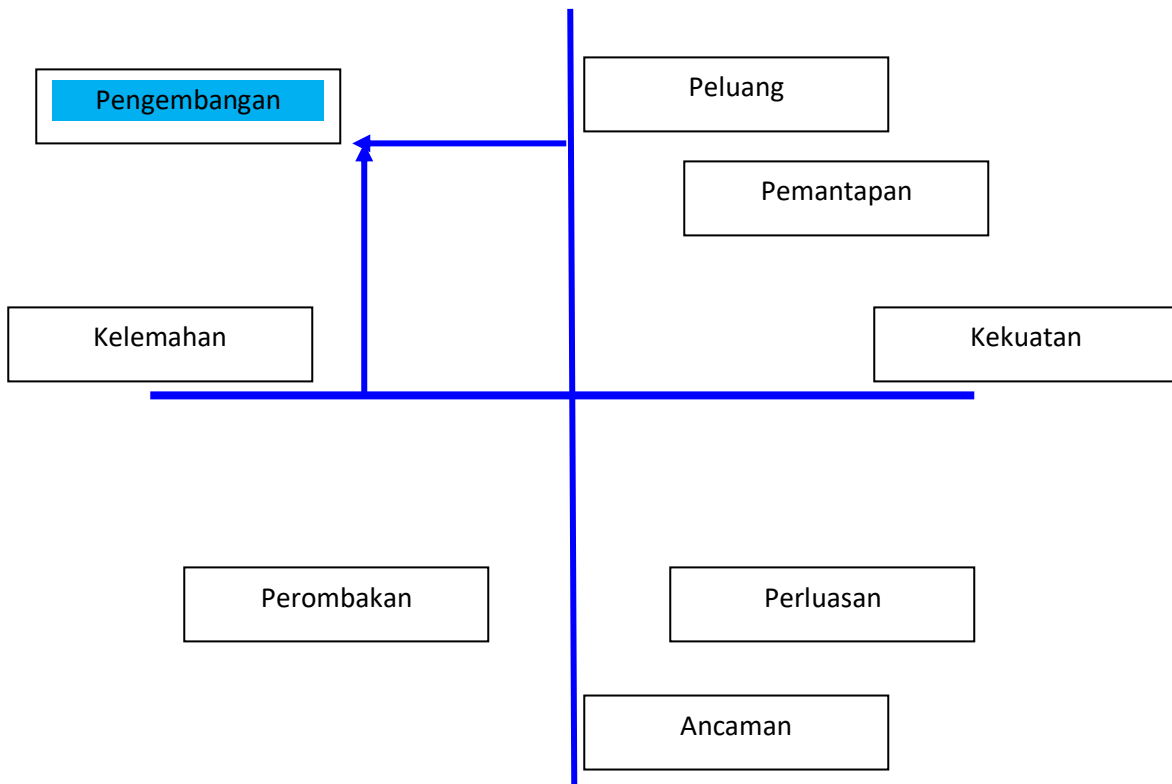 Peluang
Pengembangan
Pemantapan
Kelemahan
Kekuatan
Perombakan
Perluasan
Ancaman